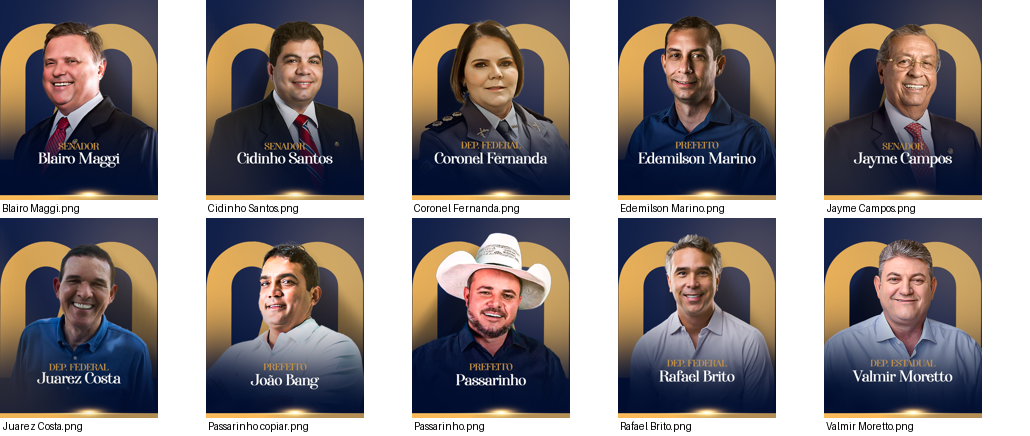 SENADOR
Blairo Maggi
Blairo Maggi.png
SENADOR
Cidinho Santos
Cidinho Santos.png
DEP. FEDERAL
Coronel Fernanda
Coronel Fernanda.png
PREFEITO
Edemilson Marino
Edemilson Marino.png
SENADOR
Jayme Campos
Jayme Campos.png
DEP. FEDERAL
Juarez Costa
Juarez Costa.png
PREFEITO
João Bang
Passarinho copiar.png
PREFEITO
Passarinho
Passarinho.png
DEP. FEDERAL
Rafael Brito
Rafael Brito.png
DEP. ESTADUAL
Valmir Moretto
Valmir Moretto.png